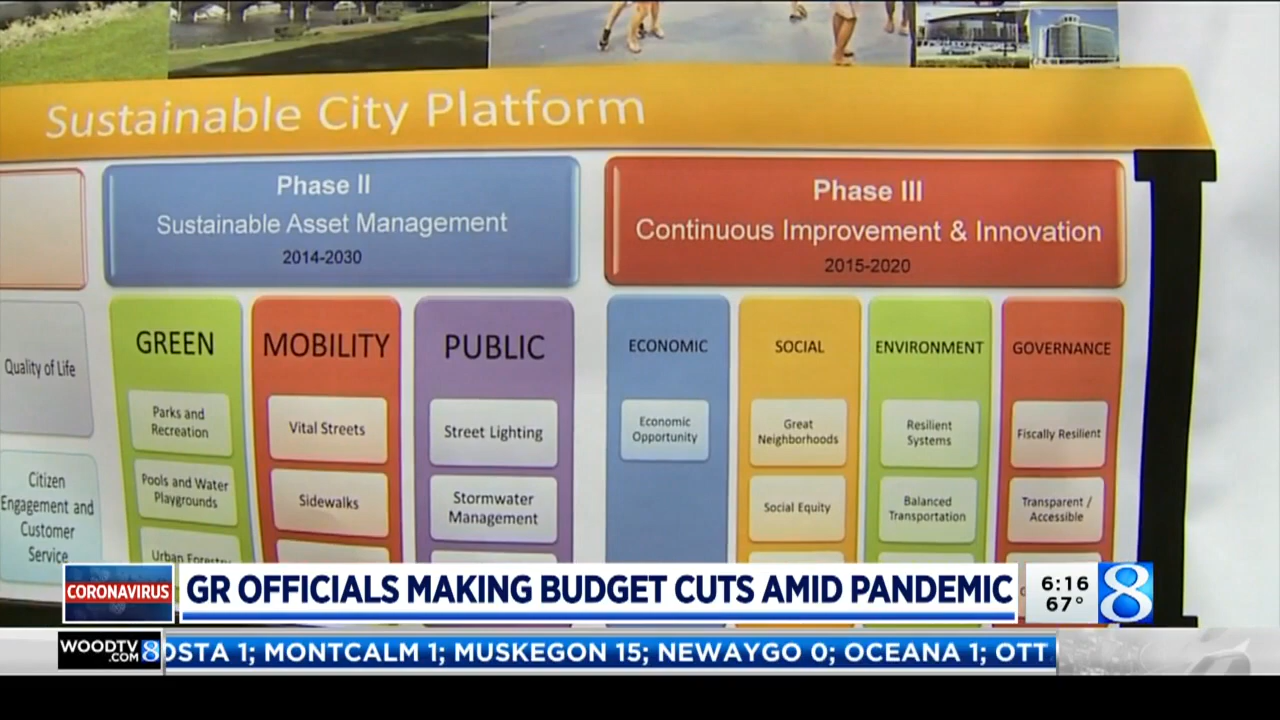 Sustainable City Platform
Phase II
Sustainable Asset Management
2014-2030
Phase III
Continuous Improvement & Innovation
2015-2020
Quality of Life
Citizen
Engagement and
Customer
Service
GREEN
Parks and
Recreation
Pools and Water
Playgrounds
Urban Forestry
MOBILITY
Vital Streets
Sidewalks
PUBLIC
Street Lighting
Stormwater
Management
ECONOMIC
Economic
Opportunity
SOCIAL
Great
Neighborhoods
Social Equity
ENVIRONMENT
Resilient
Systems
Balanced
Transportation
GOVERNANCE
Fiscally Resilient
Transparent /
Accessible
CORONAVIRUS
GR OFFICIALS MAKING BUDGET CUTS AMID PANDEMIC
6:16
67°
8
WOODTV
.COM 8
OSTA 1; MONTCALM 1; MUSKEGON 15; NEWAYGO 0; OCEANA 1; OTT